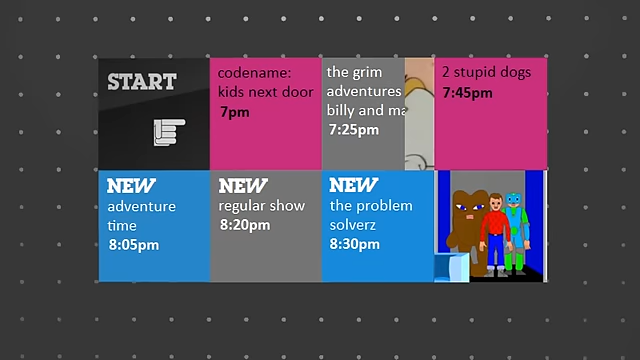 START
codename:
kids next door
7pm
the grim
adventures
billy and ma
7:25pm
2 stupid dogs
7:45pm
NEW
adventure
time
8:05pm
NEW
regular show
8:20pm
NEW
the problem
solverz
8:30pm